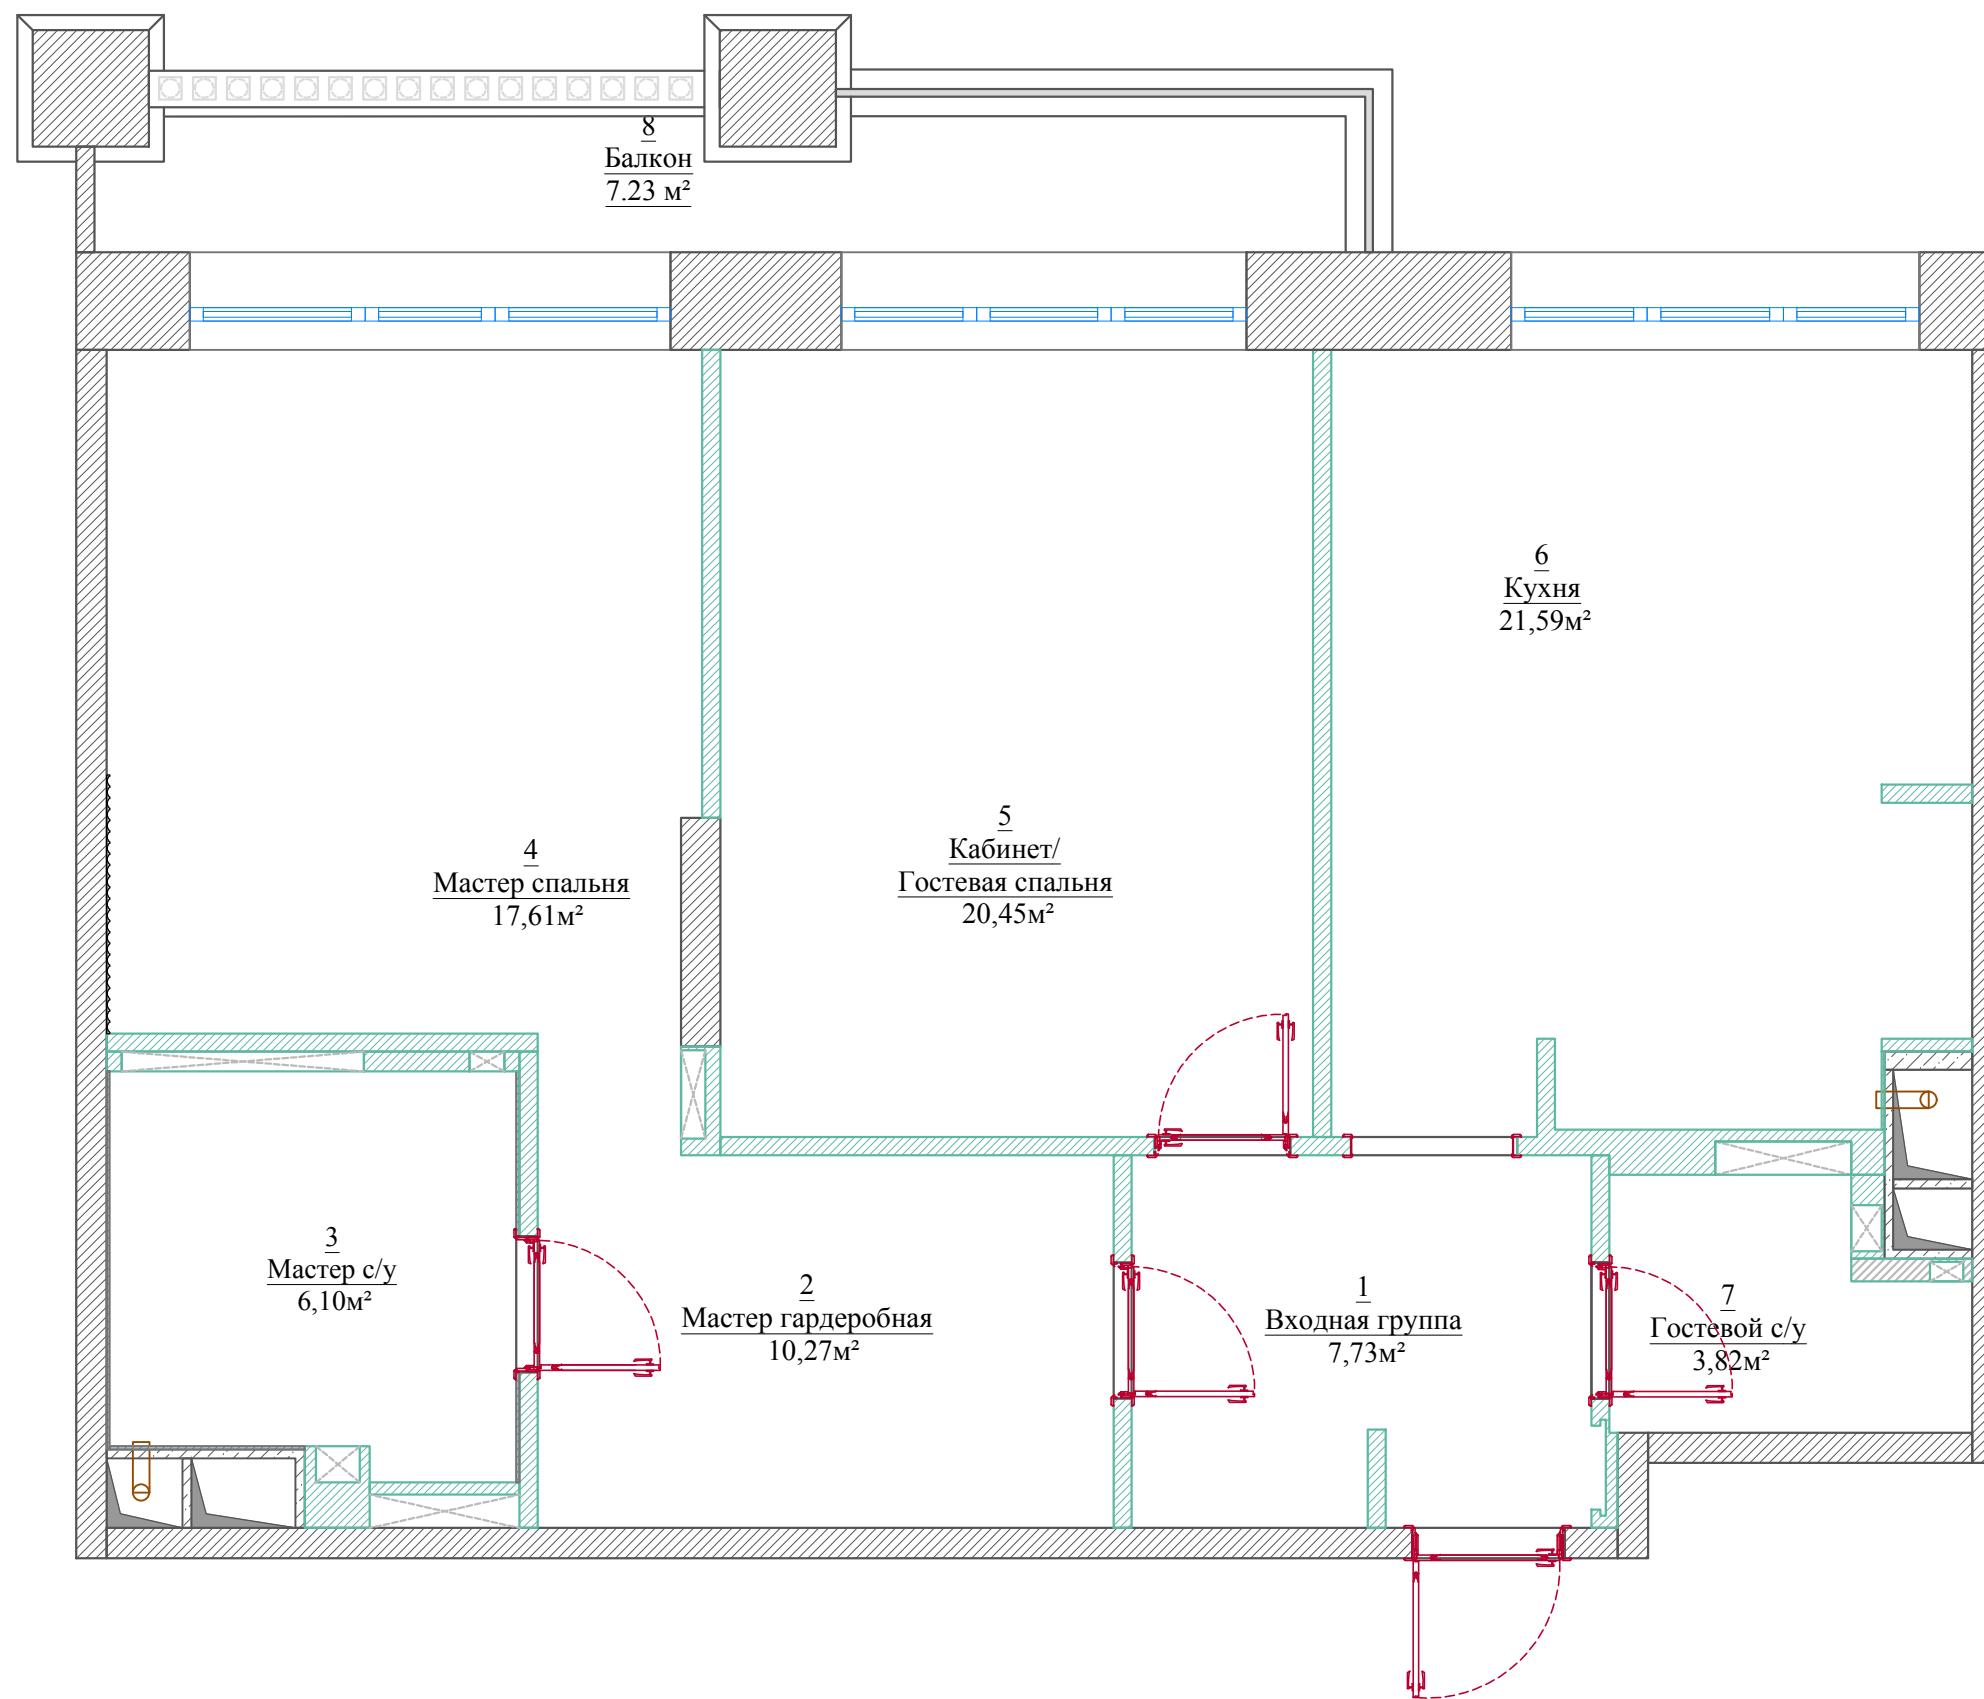 8
Балкон
7.23 м²
6
Кухня
21,59м²
5
Кабинет/
Гостевая спальня
20,45м²
4
Мастер спальня
17,61м²
3
Мастер с/у
6,10м²
2
Мастер гардеробная
10,27м²
1
Входная группа
7,73м²
7
Гостевой с/у
3,82м²